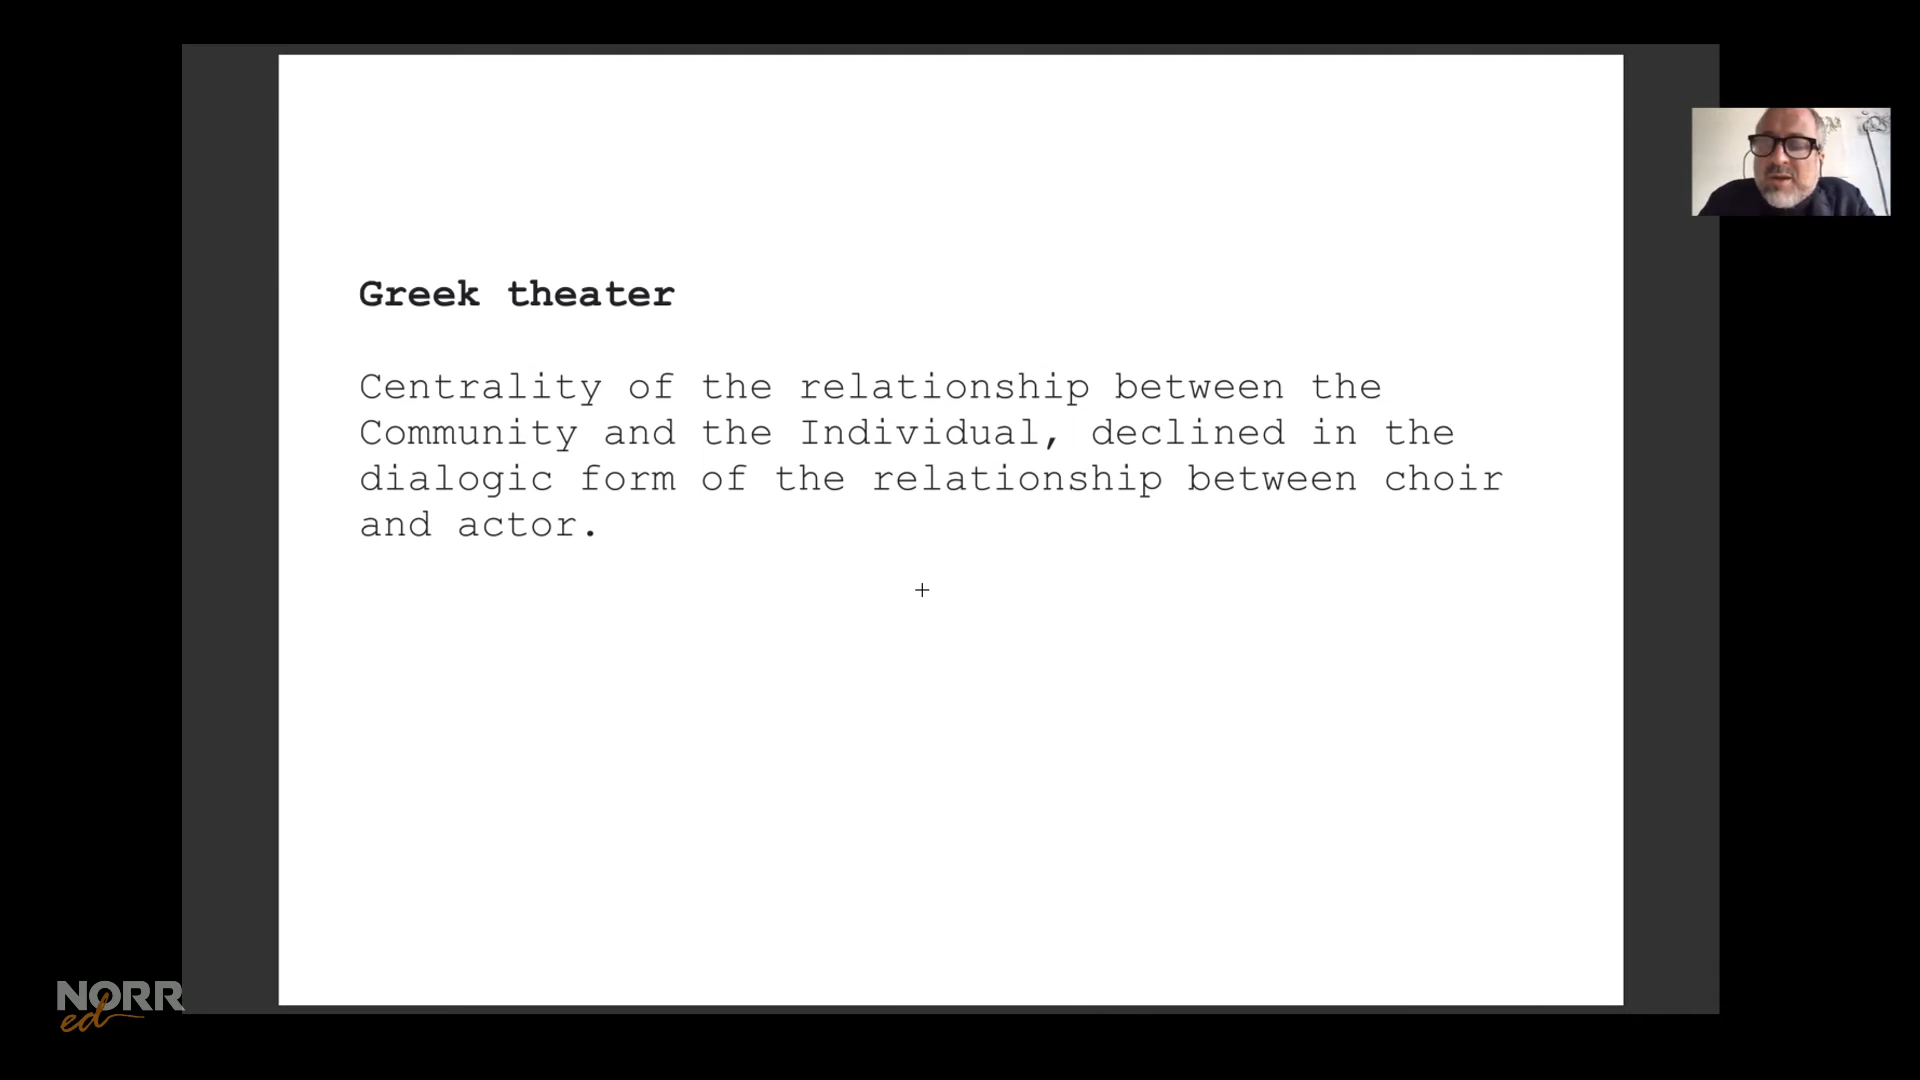 Greek theater
Centrality of the relationship between the
Community and the Individual, declined in the
dialogic form of the relationship between choir
and actor.
NORR
ed